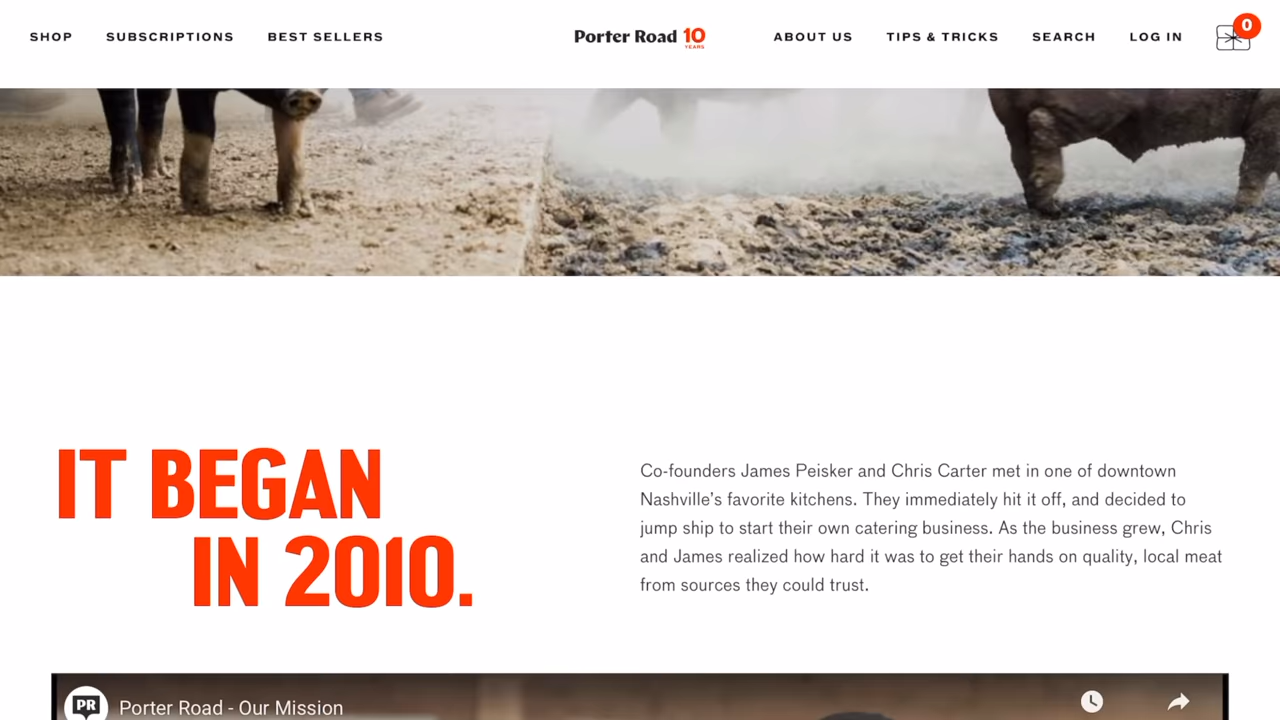 SHOP SUBSCRIPTIONS BEST SELLERS Porter Road 10 YEARS ABOUT US TIPS & TRICKS SEARCH LOG IN 0
IT BEGAN
IN 2010.
Co-founders James Peisker and Chris Carter met in one of downtown
Nashville’s favorite kitchens. They immediately hit it off, and decided to
jump ship to start their own catering business. As the business grew, Chris
and James realized how hard it was to get their hands on quality, local meat
from sources they could trust.
PR Porter Road - Our Mission